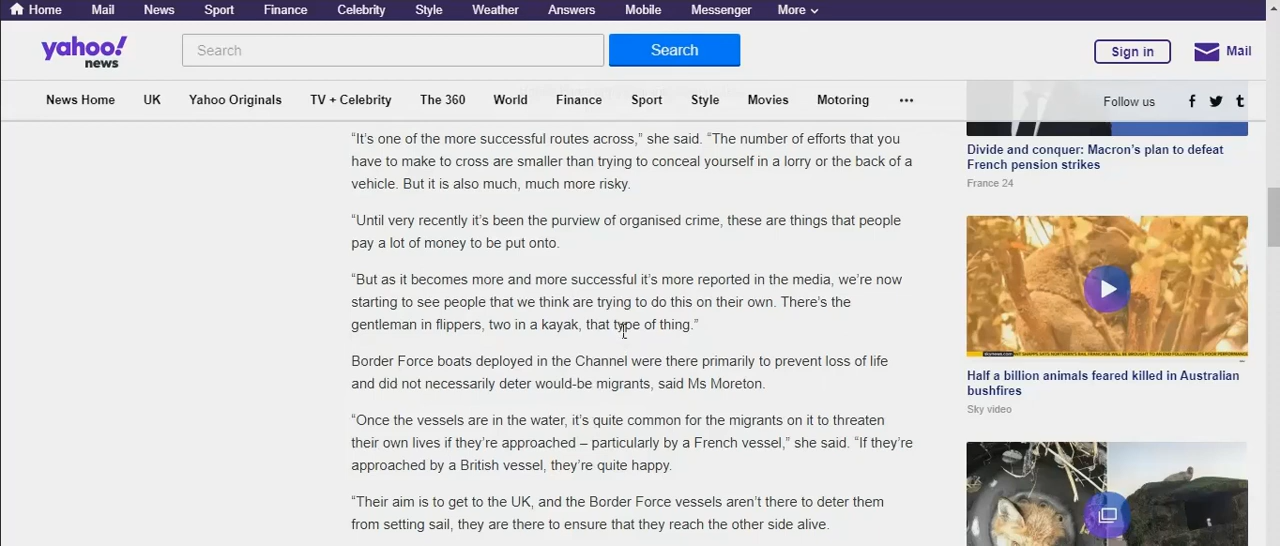 Home Mail News Sport Finance Celebrity Style Weather Answers Mobile Messenger More
yahoo!
news
Search
Search
Sign in
Mail
News Home UK Yahoo Originals TV + Celebrity The 360 World Finance Sport Style Movies Motoring •••
Follow us
“It’s one of the more successful routes across,” she said. “The number of efforts that you
have to make to cross are smaller than trying to conceal yourself in a lorry or the back of a
vehicle. But it is also much, much more risky.
“Until very recently it’s been the purview of organised crime, these are things that people
pay a lot of money to be put onto.
“But as it becomes more and more successful it’s more reported in the media, we’re now
starting to see people that we think are trying to do this on their own. There’s the
gentleman in flippers, two in a kayak, that type of thing.”
Border Force boats deployed in the Channel were there primarily to prevent loss of life
and did not necessarily deter would-be migrants, said Ms Moreton.
“Once the vessels are in the water, it’s quite common for the migrants on it to threaten
their own lives if they’re approached – particularly by a French vessel,” she said. “If they’re
approached by a British vessel, they’re quite happy.
“Their aim is to get to the UK, and the Border Force vessels aren’t there to deter them
from setting sail, they are there to ensure that they reach the other side alive.
Divide and conquer: Macron’s plan to defeat
French pension strikes
France 24
Half a billion animals feared killed in Australian
bushfires
Sky video